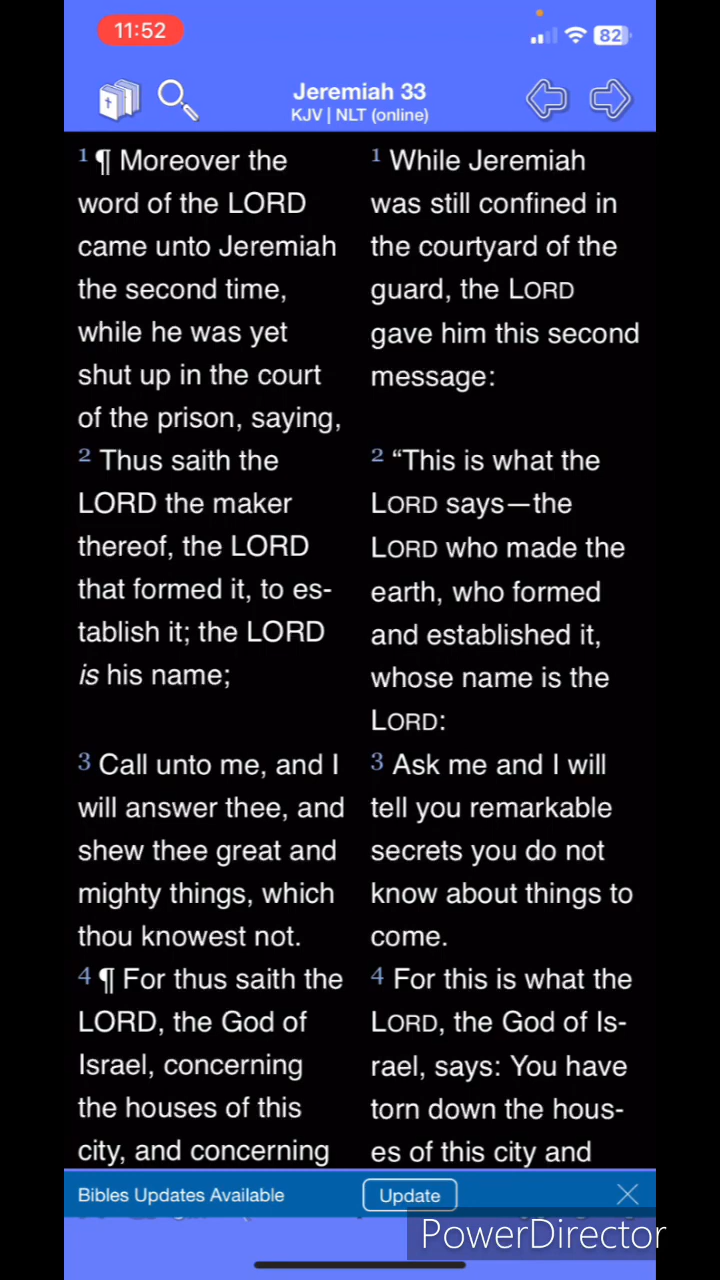 11:52
82
Jeremiah 33
KJV | NLT (online)
1 ¶ Moreover the
word of the LORD
came unto Jeremiah
the second time,
while he was yet
shut up in the court
of the prison, saying,
2 Thus saith the
LORD the maker
thereof, the LORD
that formed it, to es-
tablish it; the LORD
is his name;
3 Call unto me, and I
will answer thee, and
shew thee great and
mighty things, which
thou knowest not.
4 ¶ For thus saith the
LORD, the God of
Israel, concerning
the houses of this
city, and concerning
1 While Jeremiah
was still confined in
the courtyard of the
guard, the LORD
gave him this second
message:
2 “This is what the
LORD says—the
LORD who made the
earth, who formed
and established it,
whose name is the
LORD:
3 Ask me and I will
tell you remarkable
secrets you do not
know about things to
come.
4 For this is what the
LORD, the God of Is-
rael, says: You have
torn down the hous-
es of this city and
Bibles Updates Available
Update
PowerDirector